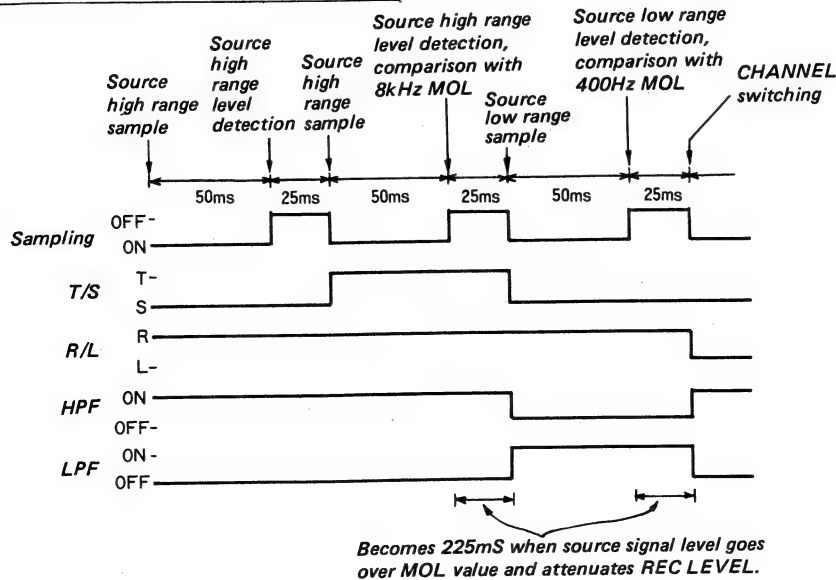 Source high range
level detection,
comparison with
8kHz MOL
Source low range
level detection,
comparison with
400Hz MOL
Source
high
range
level
detection
Source
high
range
sample
CHANNEL
switching
Source
high range
sample
Source
low range
sample
50ms 25ms 50ms 25ms 50ms 25ms
Sampling OFF-
ON
T/S T-
S
R/L R
L-
HPF ON
OFF-
LPF ON -
OFF
Becomes 225mS when source signal level goes
over MOL value and attenuates REC LEVEL.